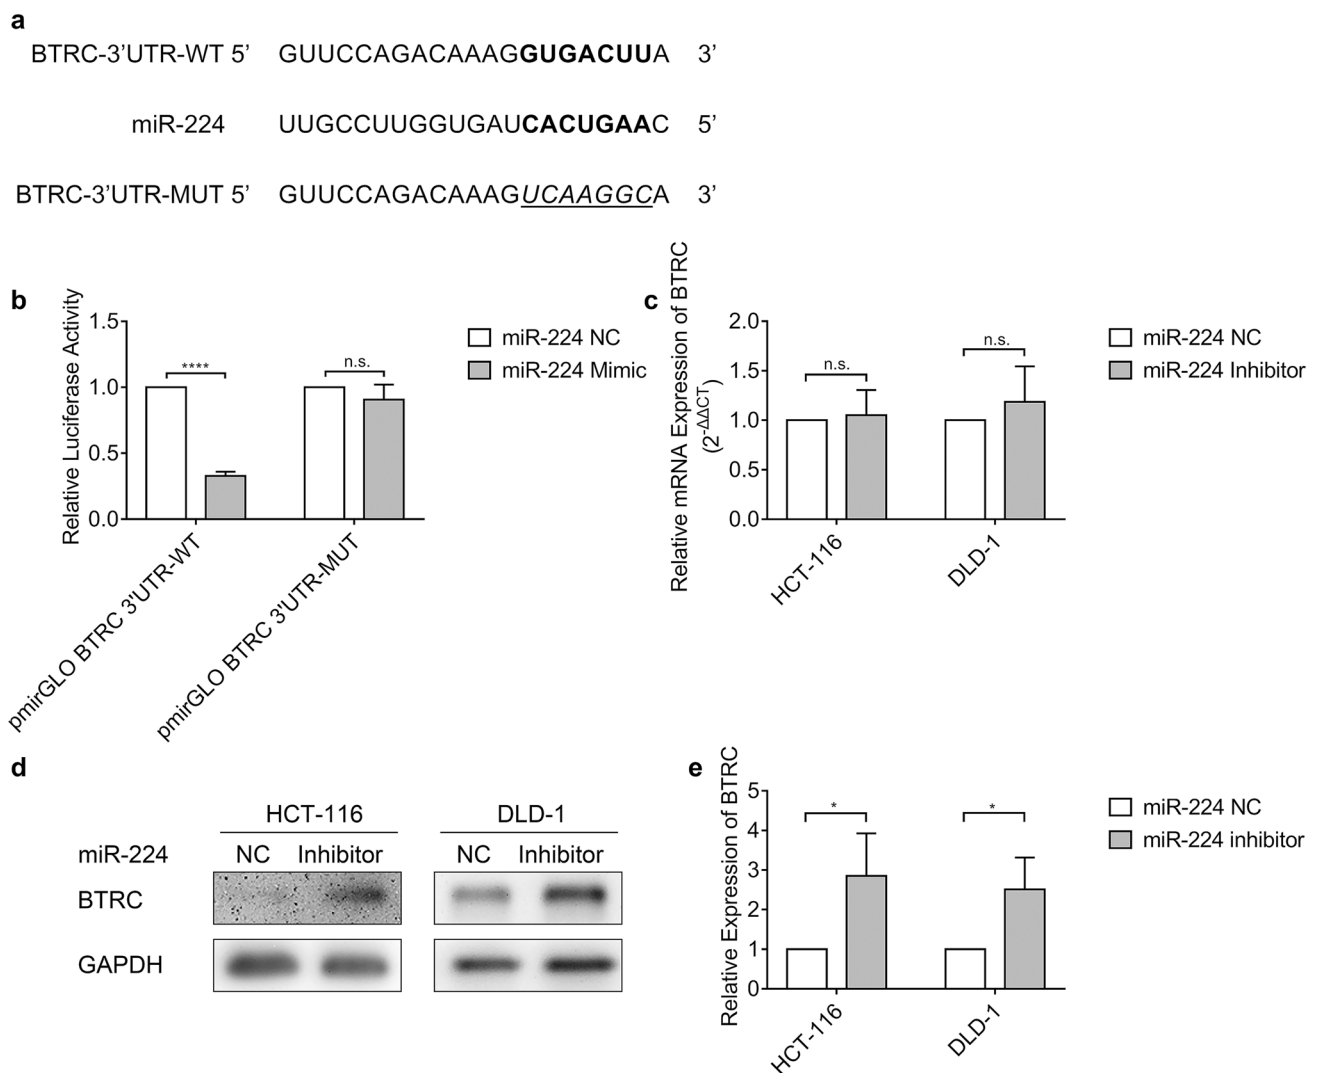 a
BTRC-3'UTR-WT 5' GUUCCAGACAAAGGUGACUUA 3'
miR-224 UUGCCUUGGUGAUCACUGAAC 5'
BTRC-3'UTR-MUT 5' GUUCCAGACAAAGUCAAGGCA 3'
b
Relative Luciferase Activity
1.5
1.0
0.5
0.0
****
n.s.
miR-224 NC
miR-224 Mimic
pmirGLO BTRC 3'UTR-WT
pmirGLO BTRC 3'UTR-MUT
c
Relative mRNA Expression of BTRC
(2-ΔΔCT)
2.0
1.5
1.0
0.5
0.0
n.s.
n.s.
miR-224 NC
miR-224 Inhibitor
HCT-116
DLD-1
d
HCT-116 DLD-1
miR-224 NC Inhibitor NC Inhibitor
BTRC
GAPDH
e
Relative Expression of BTRC
5
4
3
2
1
0
*
*
miR-224 NC
miR-224 inhibitor
HCT-116
DLD-1